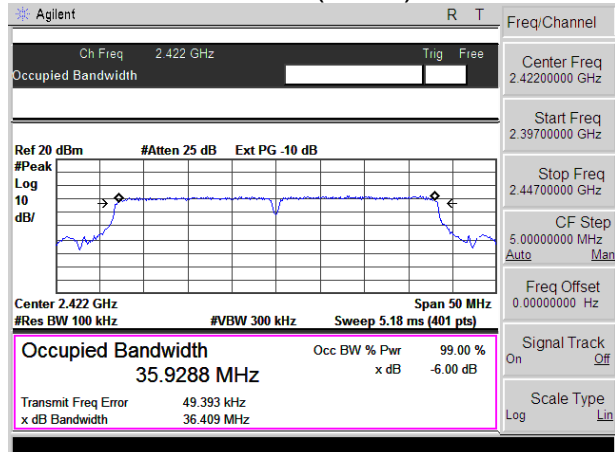 Agilent R T
Ch Freq 2.422 GHz Trig Free
Occupied Bandwidth
Ref 20 dBm #Atten 25 dB Ext PG -10 dB
#Peak
Log
10
dB/
Center 2.422 GHz Span 50 MHz
#Res BW 100 kHz #VBW 300 kHz Sweep 5.18 ms (401 pts)
Occupied Bandwidth Occ BW % Pwr 99.00 %
35.9288 MHz x dB -6.00 dB
Transmit Freq Error 49.393 kHz
x dB Bandwidth 36.409 MHz
Freq/Channel
Center Freq
2.42200000 GHz
Start Freq
2.39700000 GHz
Stop Freq
2.44700000 GHz
CF Step
5.00000000 MHz
Auto Man
Freq Offset
0.00000000 Hz
Signal Track
On Off
Scale Type
Log Lin